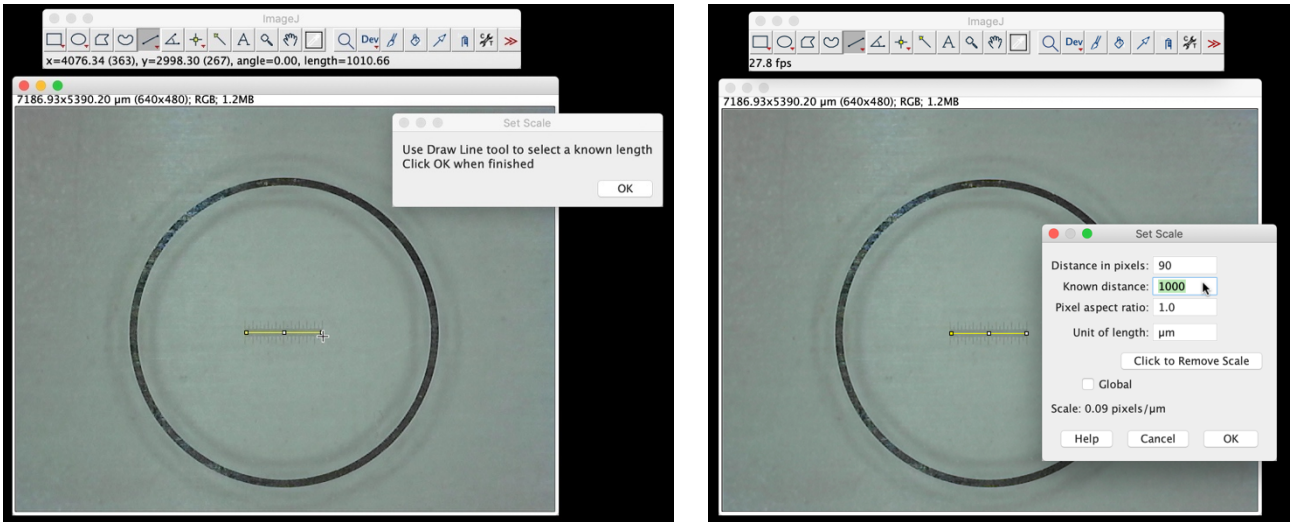 ImageJ
A
Dev
x=4076.34 (363), y=2998.30 (267), angle=0.00, length=1010.66
7186.93x5390.20 µm (640x480); RGB; 1.2MB
Set Scale
Use Draw Line tool to select a known length
Click OK when finished
OK
ImageJ
A
Dev
27.8 fps
7186.93x5390.20 µm (640x480); RGB; 1.2MB
Set Scale
Distance in pixels: 90
Known distance: 1000
Pixel aspect ratio: 1.0
Unit of length: µm
Click to Remove Scale
Global
Scale: 0.09 pixels/µm
Help Cancel OK